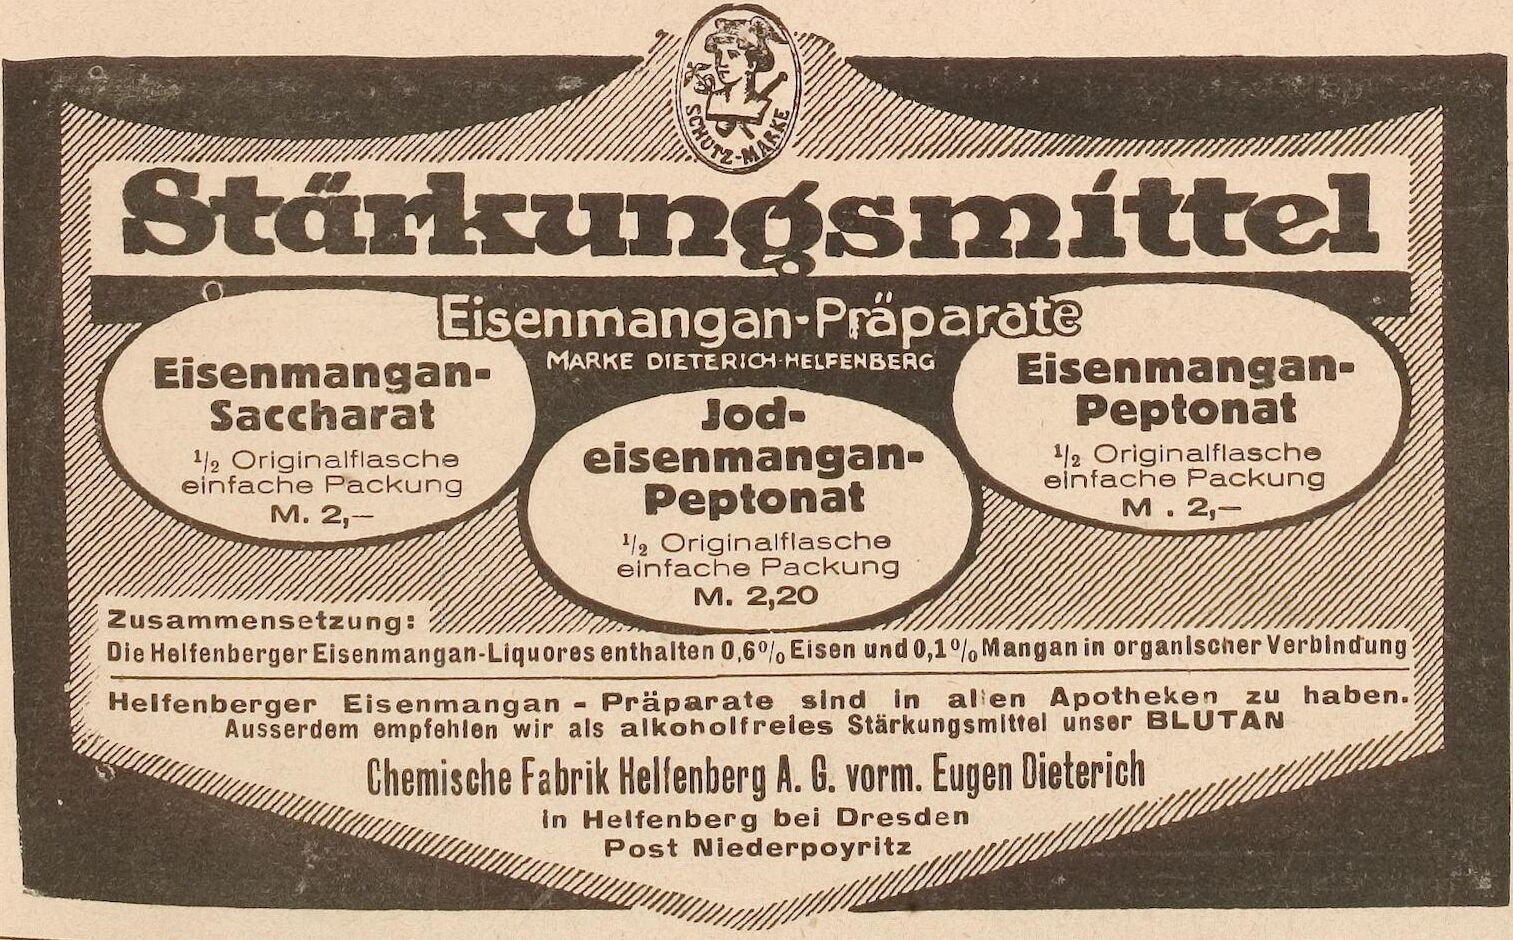 SCHUTZ-MARKE
Stärkungsmittel
Eisenmangan-Präparate
MARKE DIETERICH-HELFENBERG
Eisenmangan-
Saccharat
1/2 Originalflasche
einfache Packung
M. 2,—
Jod-
eisenmangan-
Peptonat
1/2 Originalflasche
einfache Packung
M. 2,20
Eisenmangan-
Peptonat
1/2 Originalflasche
einfache Packung
M . 2,—
Zusammensetzung:
Die Helfenberger Eisenmangan-Liquores enthalten 0,6% Eisen und 0,1% Mangan in organischer Verbindung
Helfenberger Eisenmangan - Präparate sind in allen Apotheken zu haben.
Ausserdem empfehlen wir als alkoholfreies Stärkungsmittel unser BLUTAN
Chemische Fabrik Helfenberg A. G. vorm. Eugen Dieterich
in Helfenberg bei Dresden
Post Niederpoyritz